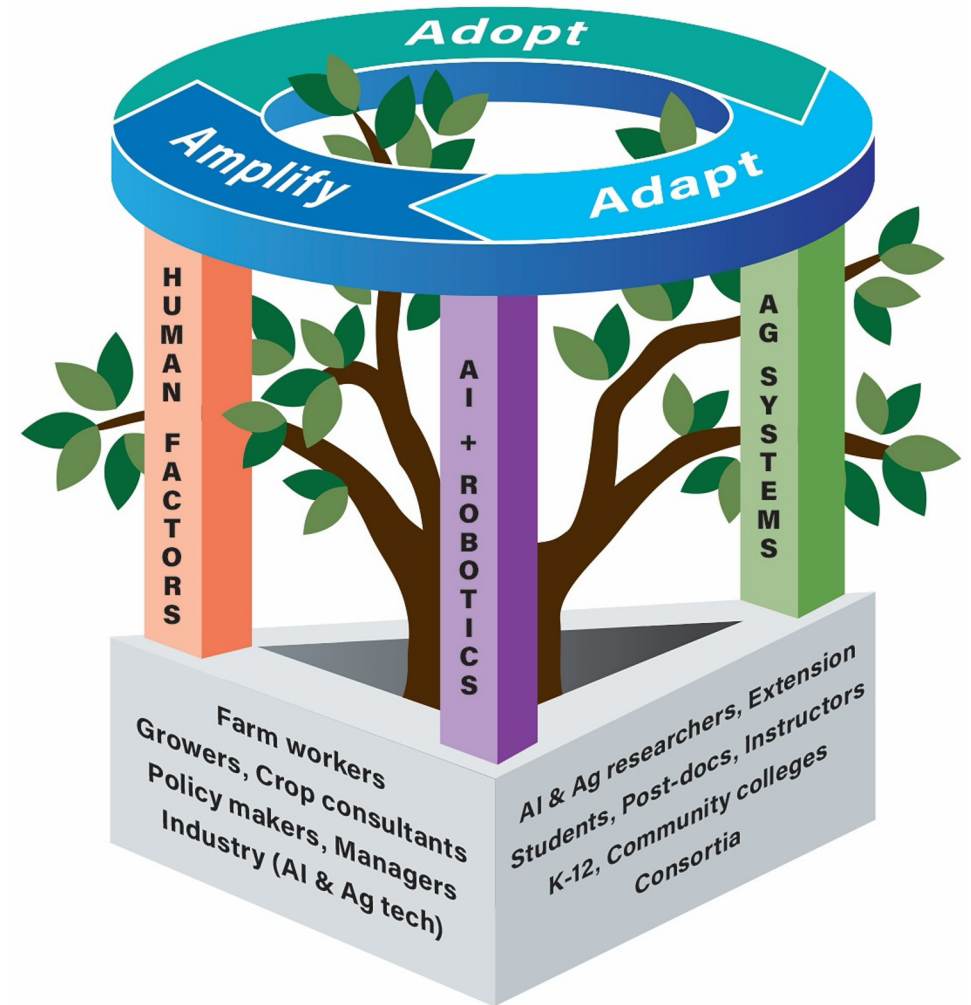 Adopt
Amplify
Adapt
HUMAN FACTORS
AI + ROBOTICS
AG SYSTEMS
Farm workers
Growers, Crop consultants
Policy makers, Managers
Industry (AI & Ag tech)
AI & Ag researchers, Extension
Students, Post-docs, Instructors
K-12, Community colleges
Consortia